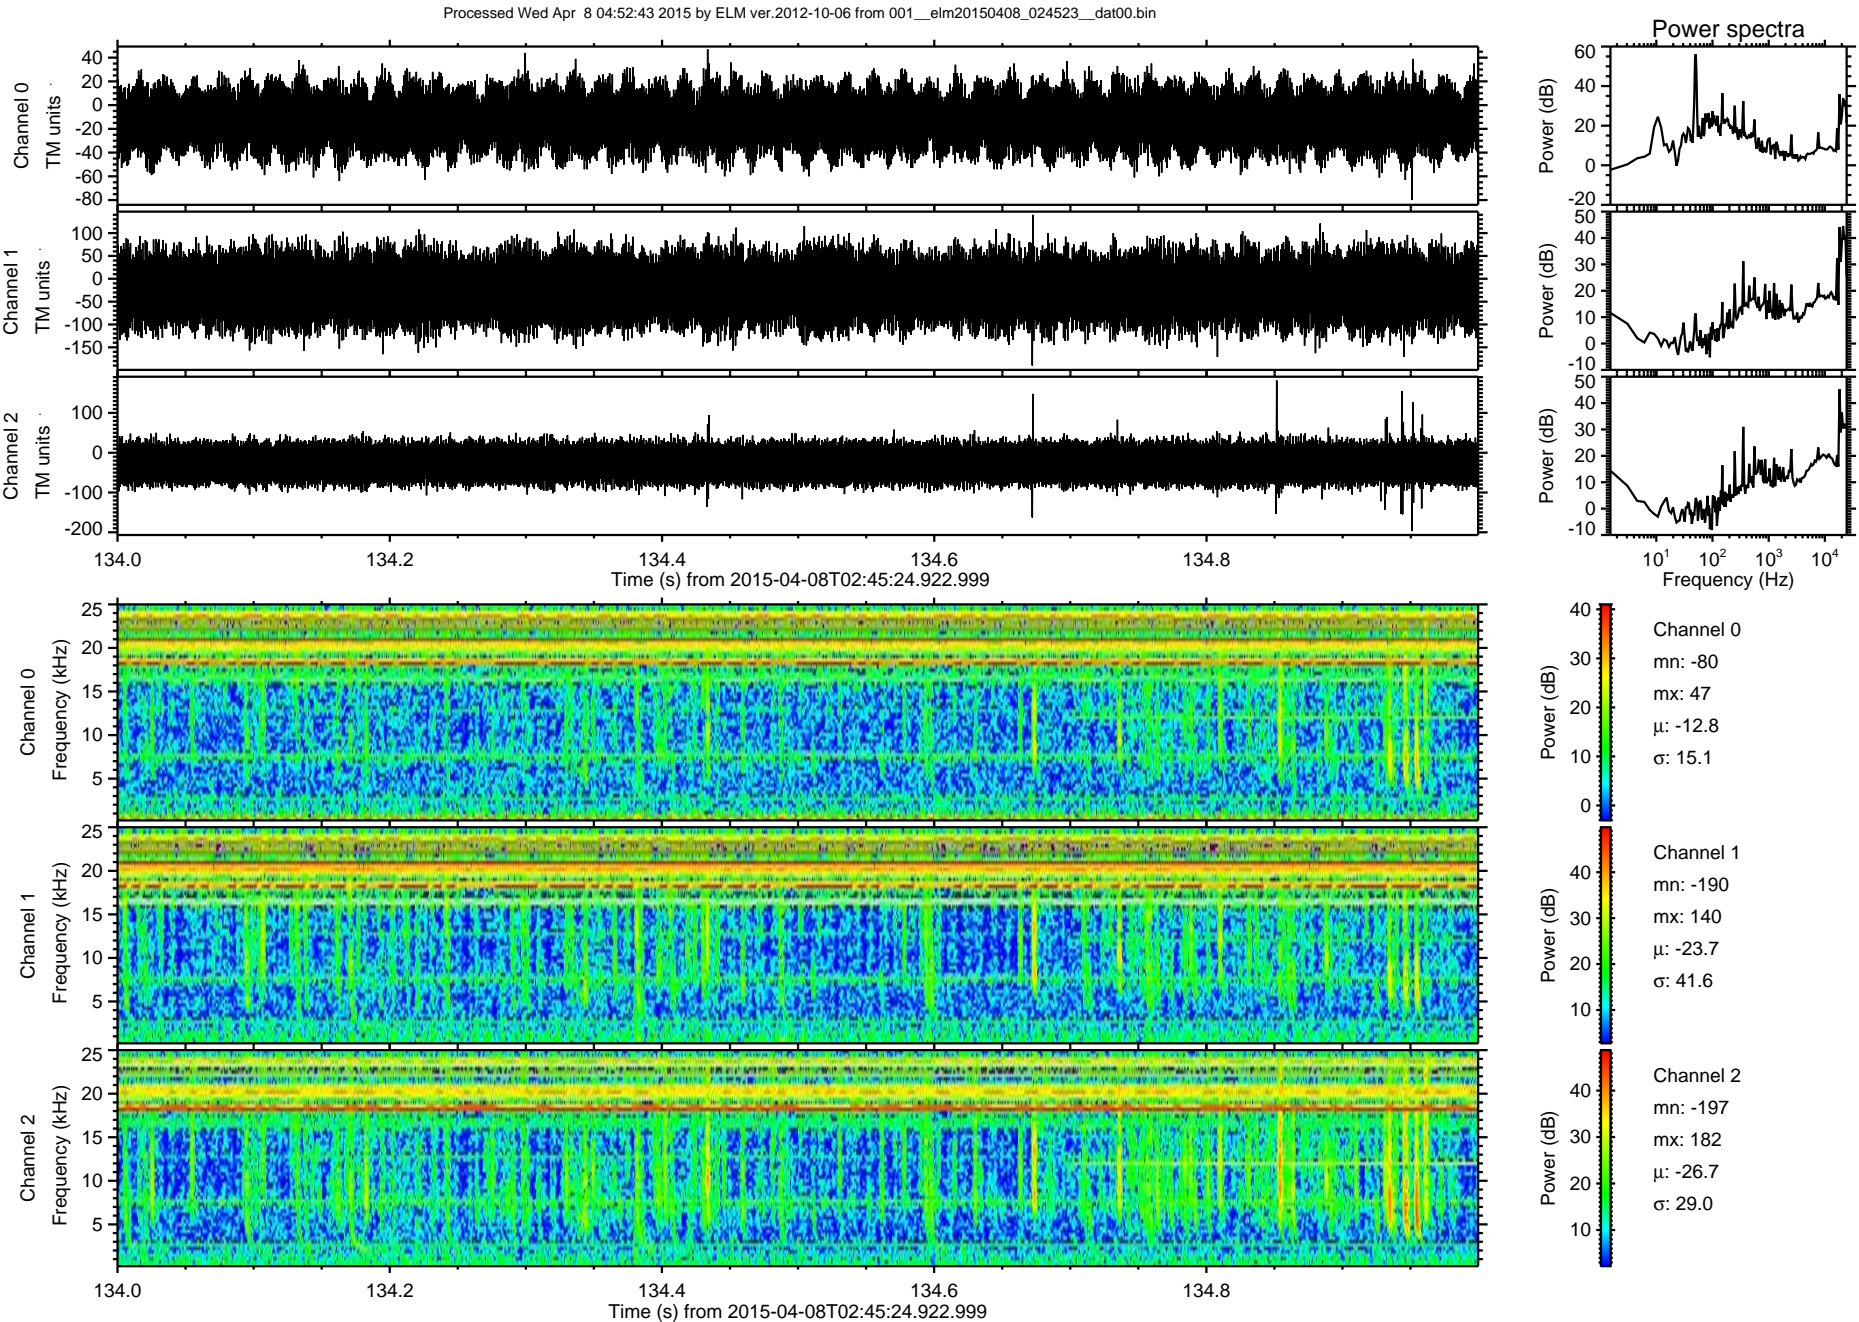 Processed Wed Apr  8 04:52:43 2015 by ELM ver.2012-10-06 from 001__elm20150408_024523__dat00.bin
Power spectra
Channel 0
TM units
40
20
0
-20
-40
-60
-80
Power (dB)
60
40
20
0
-20
Channel 1
TM units
100
50
0
-50
-100
-150
Power (dB)
50
40
30
20
10
0
-10
Channel 2
TM units
100
0
-100
-200
Power (dB)
50
40
30
20
10
0
-10
134.0 134.2 134.4 134.6 134.8
Time (s) from 2015-04-08T02:45:24.922.999
10¹ 10² 10³ 10⁴
Frequency (Hz)
Channel 0
Frequency (kHz)
25
20
15
10
5
Power (dB)
40
30
20
10
0
Channel 0
mn: -80
mx: 47
μ: -12.8
σ: 15.1
Channel 1
Frequency (kHz)
25
20
15
10
5
Power (dB)
40
30
20
10
Channel 1
mn: -190
mx: 140
μ: -23.7
σ: 41.6
Channel 2
Frequency (kHz)
25
20
15
10
5
Power (dB)
40
30
20
10
Channel 2
mn: -197
mx: 182
μ: -26.7
σ: 29.0
134.0 134.2 134.4 134.6 134.8
Time (s) from 2015-04-08T02:45:24.922.999